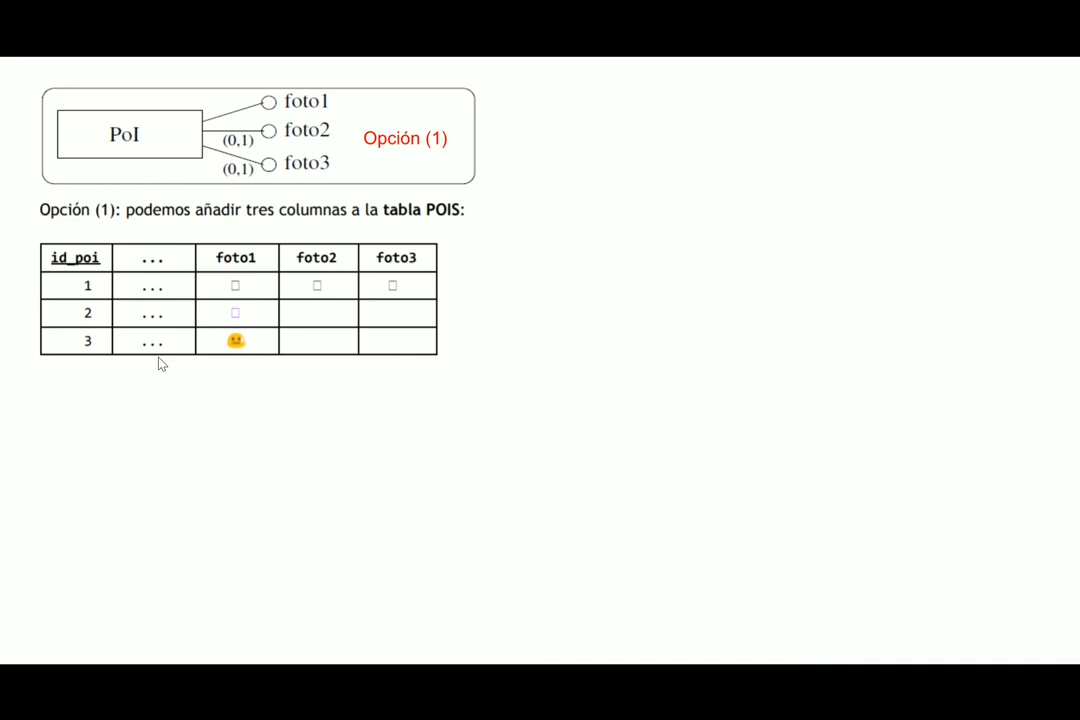 foto1
PoI
(0,1)
foto2
Opción (1)
(0,1)
foto3
Opción (1): podemos añadir tres columnas a la tabla POIS:
id_poi ... foto1 foto2 foto3
1 ...
2 ...
3 ...